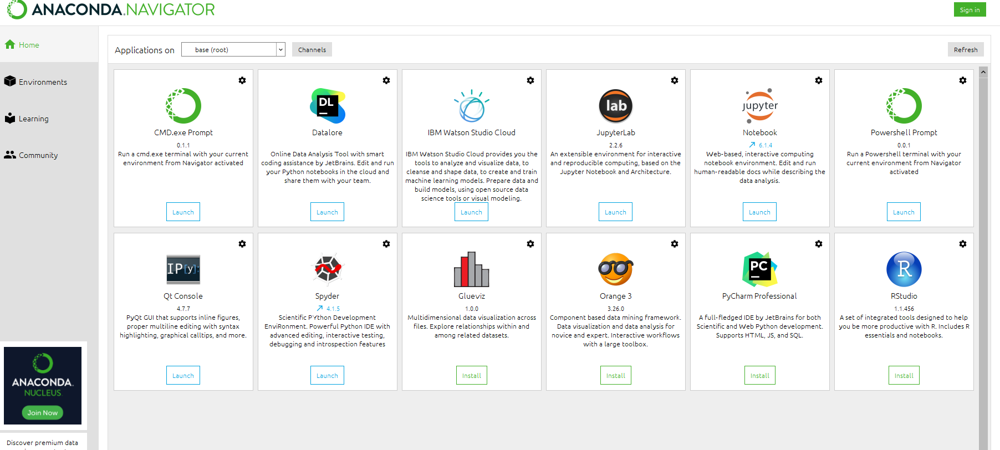 ANACONDA.NAVIGATOR
Sign in
Home
Environments
Learning
Community
ANACONDA.
NUCLEUS
Join Now
Discover premium data
Applications on
base (root)
Channels
Refresh
CMD.exe Prompt
0.1.1
Run a cmd.exe terminal with your current
environment from Navigator activated
Launch
DL
Datalore
Online Data Analysis Tool with smart
coding assistance by JetBrains. Edit and run
your Python notebooks in the cloud and
share them with your team.
Launch
IBM Watson Studio Cloud
IBM Watson Studio Cloud provides you the
tools to analyze and visualize data, to
cleanse and shape data, to create and train
machine learning models. Prepare data and
build models, using open source data
science tools or visual modeling.
Launch
lab
JupyterLab
2.2.6
An extensible environment for interactive
and reproducible computing, based on the
Jupyter Notebook and Architecture.
Launch
jupyter
Notebook
6.1.4
Web-based, interactive computing
notebook environment. Edit and run
human-readable docs while describing the
data analysis.
Launch
Powershell Prompt
0.0.1
Run a Powershell terminal with your
current environment from Navigator
activated
Launch
IP[y]:
Qt Console
4.7.7
PyQt GUI that supports inline figures,
proper multiline editing with syntax
highlighting, graphical calltips, and more.
Launch
Spyder
4.1.5
Scientific PYthon Development
EnviRonment. Powerful Python IDE with
advanced editing, interactive testing,
debugging and introspection features
Launch
Glueviz
1.0.0
Multidimensional data visualization across
files. Explore relationships within and
among related datasets.
Install
Orange 3
3.26.0
Component based data mining framework.
Data visualization and data analysis for
novice and expert. Interactive workflows
with a large toolbox.
Install
PC
PyCharm Professional
A full-fledged IDE by JetBrains for both
Scientific and Web Python development.
Supports HTML, JS, and SQL.
Install
R
RStudio
1.1.456
A set of integrated tools designed to help
you be more productive with R. Includes R
essentials and notebooks.
Install